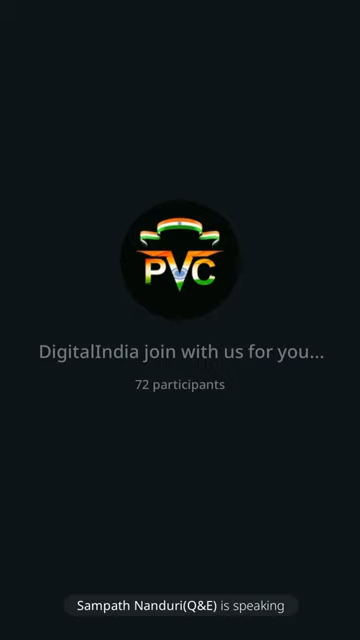 PVC
DigitalIndia join with us for you...
72 participants
Sampath Nanduri(Q&E) is speaking